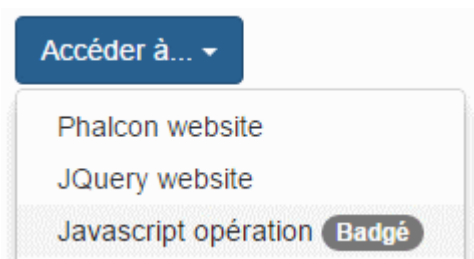 Accéder à...
Phalcon website
JQuery website
Javascript opération Badgé